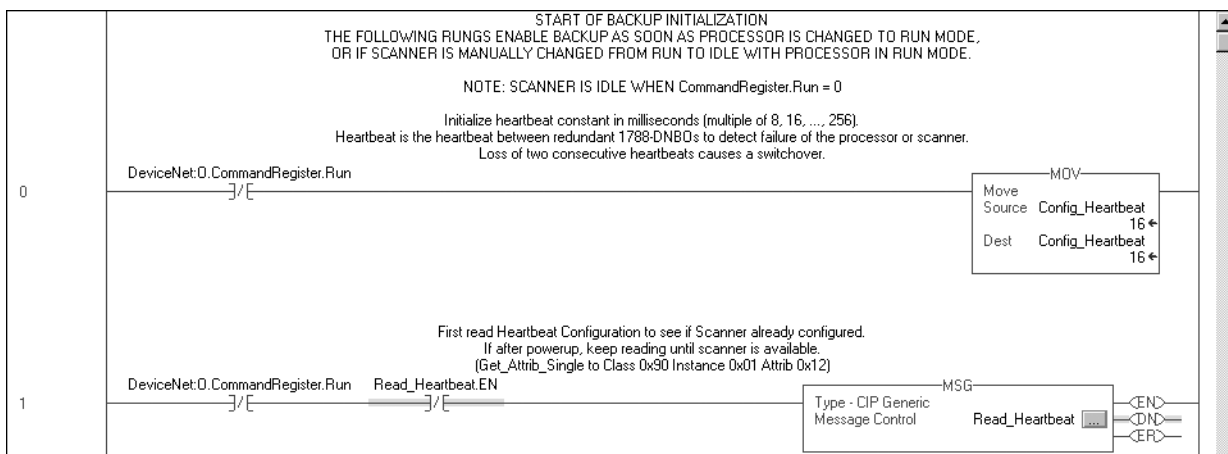 START OF BACKUP INITIALIZATION
THE FOLLOWING RUNGS ENABLE BACKUP AS SOON AS PROCESSOR IS CHANGED TO RUN MODE,
OR IF SCANNER IS MANUALLY CHANGED FROM RUN TO IDLE WITH PROCESSOR IN RUN MODE.
NOTE: SCANNER IS IDLE WHEN CommandRegister.Run = 0
Initialize heartbeat constant in milliseconds (multiple of 8, 16, ..., 256).
Heartbeat is the heartbeat between redundant 1788-DNBOs to detect failure of the processor or scanner.
Loss of two consecutive heartbeats causes a switchover.
DeviceNet:O.CommandRegister.Run
0
MOV
Move
Source Config_Heartbeat
16
Dest Config_Heartbeat
16
First read Heartbeat Configuration to see if Scanner already configured.
If after powerup, keep reading until scanner is available.
(Get_Attrib_Single to Class 0x90 Instance 0x01 Attrib 0x12)
DeviceNet:O.CommandRegister.Run Read_Heartbeat.EN
1
MSG
Type - CIP Generic
Message Control Read_Heartbeat ...
EN
DN
ER